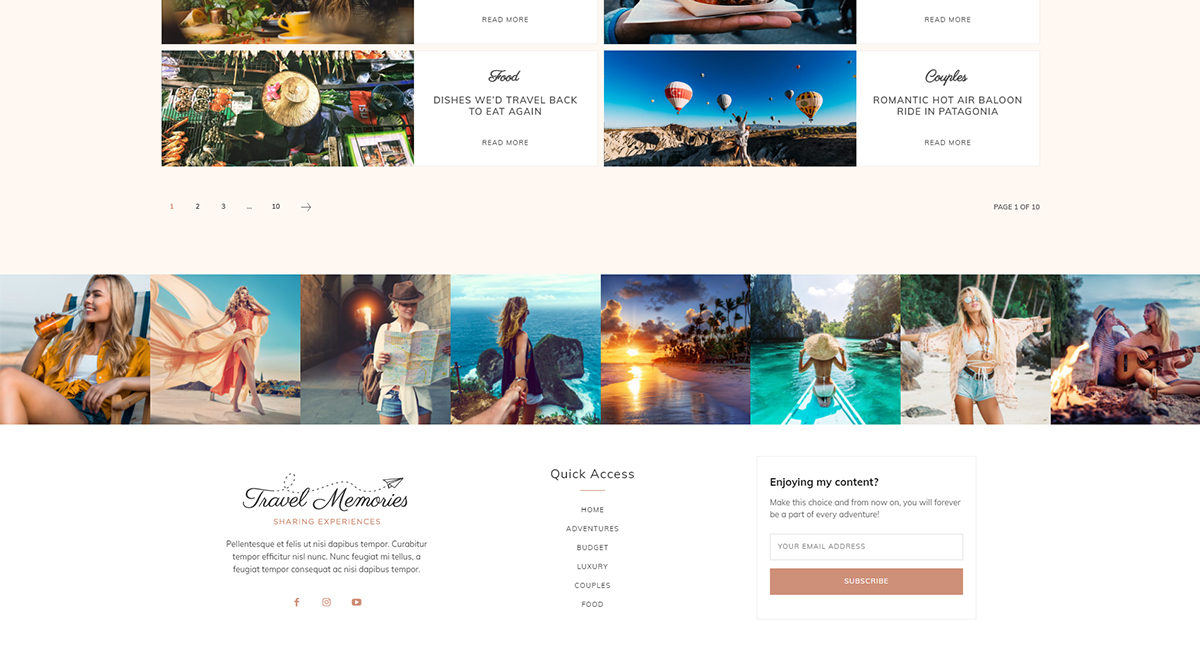 READ MORE
READ MORE
Food
DISHES WE'D TRAVEL BACK
TO EAT AGAIN
READ MORE
Couples
ROMANTIC HOT AIR BALOON
RIDE IN PATAGONIA
READ MORE
1 2 3 ... 10
PAGE 1 OF 10
Travel Memories
SHARING EXPERIENCES
Pellentesque et felis ut nisi dapibus tempor. Curabitur
tempor efficitur nisl nunc. Nunc feugiat mi tellus, a
feugiat tempor consequat ac nisi dapibus tempor.
Quick Access
HOME
ADVENTURES
BUDGET
LUXURY
COUPLES
FOOD
Enjoying my content?
Make this choice and from now on, you will forever
be a part of every adventure!
YOUR EMAIL ADDRESS
SUBSCRIBE